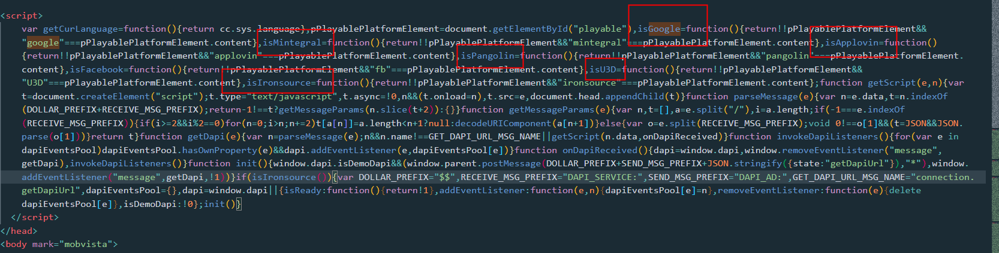 <script>
var getCurLanguage=function(){return cc.sys.language},pPlayablePlatformElement=document.getElementById("playable"),isGoogle=function(){return!!pPlayablePlatformElement&&
"google"===pPlayablePlatformElement.content},isMintegral=function(){return!!pPlayablePlatformElement&&"mintegral"===pPlayablePlatformElement.content},isApplovin=function()
{return!!pPlayablePlatformElement&&"applovin"===pPlayablePlatformElement.content},isPangolin=function(){return!!pPlayablePlatformElement&&"pangolin"===pPlayablePlatformElement.
content},isFacebook=function(){return!!pPlayablePlatformElement&&"fb"===pPlayablePlatformElement.content},isU3D=function(){return!!pPlayablePlatformElement&&
"U3D"===pPlayablePlatformElement.content},isIronsource=function(){return!!pPlayablePlatformElement&&"ironsource"===pPlayablePlatformElement.content};function getScript(e,n){var
t=document.createElement("script");t.type="text/javascript",t.async=!0,n&&(t.onload=n),t.src=e,document.head.appendChild(t)}function parseMessage(e){var n=e.data,t=n.indexOf
(DOLLAR_PREFIX+RECEIVE_MSG_PREFIX);return-1!==t?getMessageParams(n.slice(t+2)):{}}function getMessageParams(e){var n,t=[],a=e.split("/"),i=a.length;if(-1===e.indexOf
(RECEIVE_MSG_PREFIX)){if(i>=2&&i%2==0)for(n=0;i>n;n+=2)t[a[n]]=a.length<n+1?null:decodeURIComponent(a[n+1])}else{var o=e.split(RECEIVE_MSG_PREFIX);void 0!==o[1]&&(t=JSON&&JSON.
parse(o[1]))}return t}function getDapi(e){var n=parseMessage(e);n&&n.name!==GET_DAPI_URL_MSG_NAME||getScript(n.data,onDapiReceived)}function invokeDapiListeners(){for(var e in
dapiEventsPool)dapiEventsPool.hasOwnProperty(e)&&dapi.addEventListener(e,dapiEventsPool[e])}function onDapiReceived(){dapi=window.dapi,window.removeEventListener("message",
getDapi),invokeDapiListeners()}function init(){window.dapi.isDemoDapi&&(window.parent.postMessage(DOLLAR_PREFIX+SEND_MSG_PREFIX+JSON.stringify({state:"getDapiUrl"}),"*"),window.
addEventListener("message",getDapi,!1))}if(isIronsource()){var DOLLAR_PREFIX="$$",RECEIVE_MSG_PREFIX="DAPI_SERVICE:",SEND_MSG_PREFIX="DAPI_AD:",GET_DAPI_URL_MSG_NAME="connection.
getDapiUrl",dapiEventsPool={},dapi=window.dapi||{isReady:function(){return!1},addEventListener:function(e,n){dapiEventsPool[e]=n},removeEventListener:function(e){delete
dapiEventsPool[e]},isDemoDapi:!0};init()}
</script>
</head>
<body mark="mobvista">